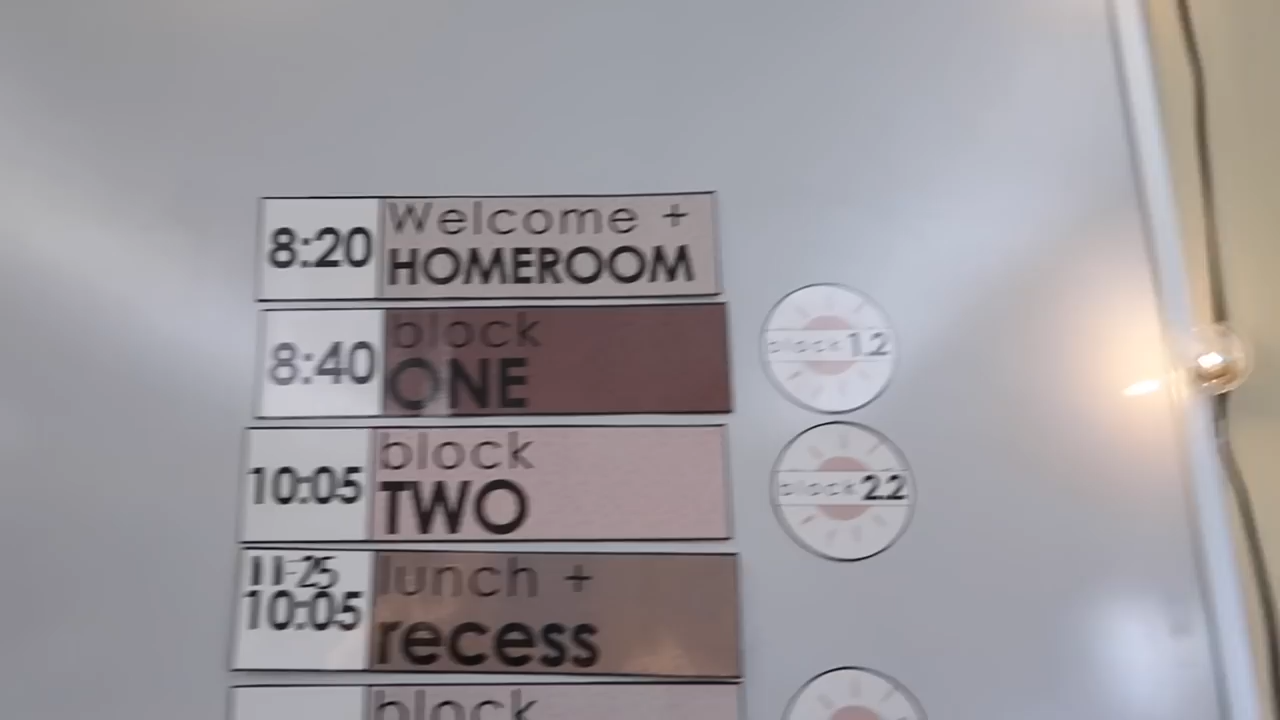 8:20 Welcome +
HOMEROOM
8:40 block
ONE
block 1.2
10:05 block
TWO
block 2.2
11:25 lunch +
10:05 recess
block